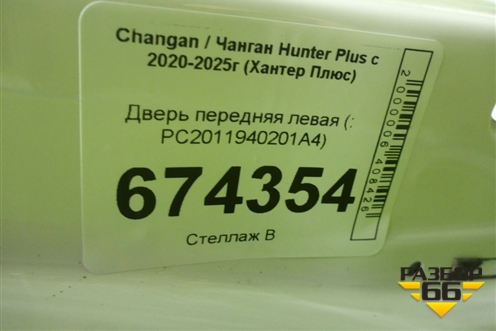 Changan / Чанган Hunter Plus с
2020-2025г (Хантер Плюс)
Дверь передняя левая (:
PC2011940201A4)
674354
Стеллаж В
2000006408426
РАЗБОР
66